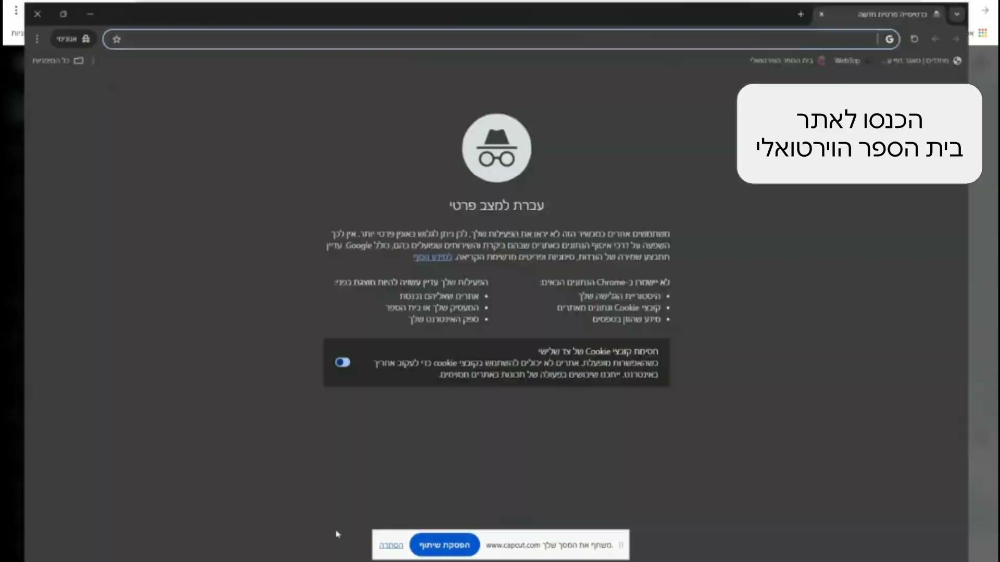 כרטיסייה פרטית חדשה
אנונימי
WebTop
בית הספר הווירטואלי
כל הסימניות
הכנסו לאתר
בית הספר הווירטואלי
עברת למצב פרטי
משתמשים אחרים במכשיר הזה לא יראו את הפעילות שלך, לכן ניתן לגלוש באופן פרטי יותר. אין לכך
השפעה על דרכי איסוף הנתונים באתרים שבהם ביקרת והשירותים שפועלים בהם, כולל Google. עדיין
תתבצע שמירה של הורדות, סימניות ופריטים מרשימת הקריאה. למידע נוסף
לא יישמרו ב-Chrome הנתונים הבאים:
היסטוריית הגלישה שלך
קובצי Cookie ונתונים מאתרים
מידע שהוזן בטפסים
הפעילות שלך עדיין עשויה להיות מוצגת בפני:
אתרים שאליהם נכנסת
המעסיק שלך או בית הספר
ספק האינטרנט שלך
חסימת קובצי Cookie של צד שלישי
כשהאפשרות מופעלת, אתרים לא יכולים להשתמש בקובצי cookie כדי לעקוב אחריך
באינטרנט. ייתכנו שיבושים בפעולה של תכונות באתרים מסוימים.
משתף את המסך שלך www.capcut.com.
הפסקת שיתוף
הסתרה